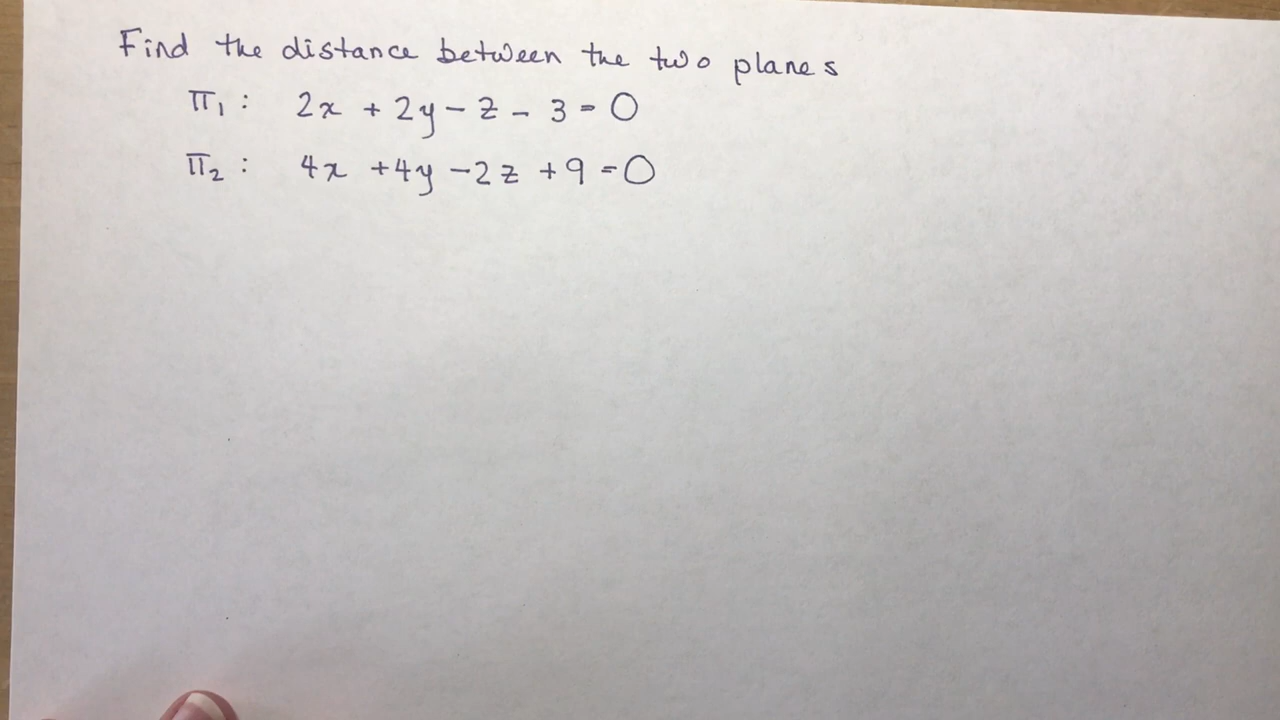 Find the distance between the two planes
π₁ : 2x + 2y - z - 3 = 0
π₂ : 4x + 4y - 2z + 9 = 0